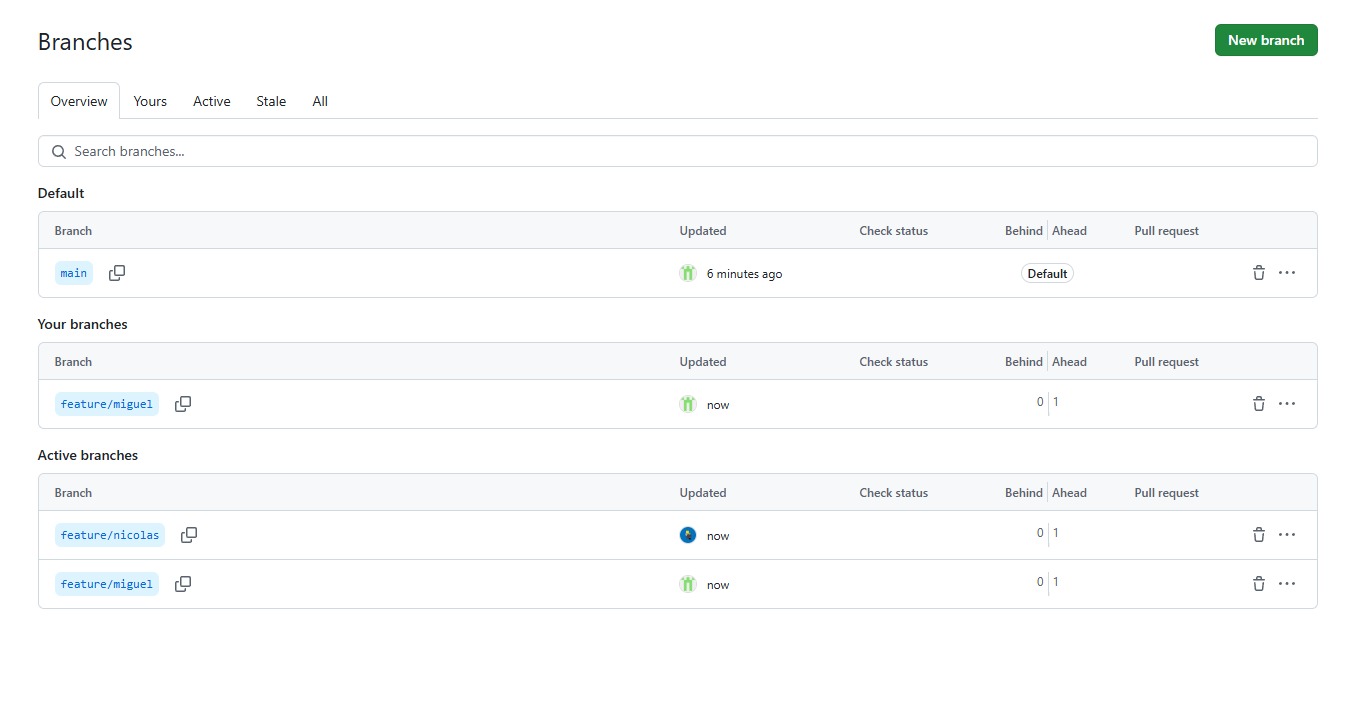 Branches
New branch
Overview Yours Active Stale All
Search branches...
Default
Branch Updated Check status Behind Ahead Pull request
main 6 minutes ago Default
Your branches
Branch Updated Check status Behind Ahead Pull request
feature/miguel now 0 1
Active branches
Branch Updated Check status Behind Ahead Pull request
feature/nicolas now 0 1
feature/miguel now 0 1